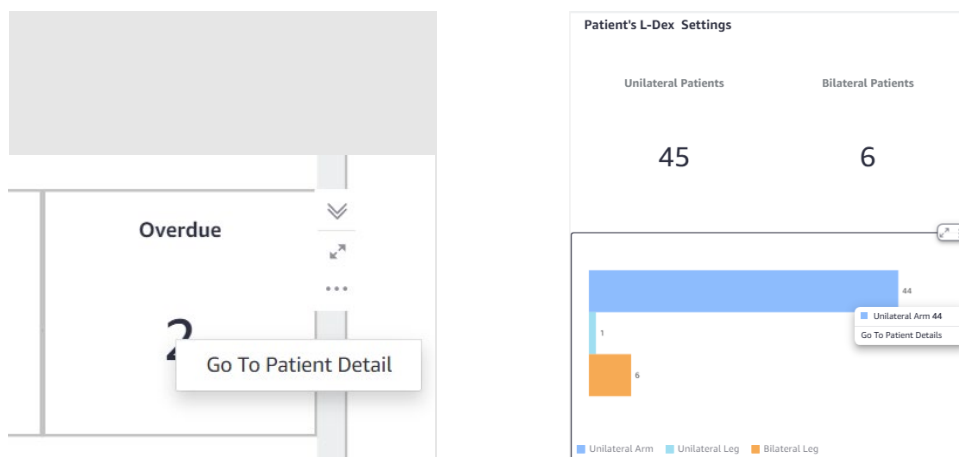 Overdue
2
Go To Patient Detail
Patient's L-Dex Settings
Unilateral Patients
Bilateral Patients
45
6
44
1
6
Unilateral Arm 44
Go To Patient Details
Unilateral Arm
Unilateral Leg
Bilateral Leg